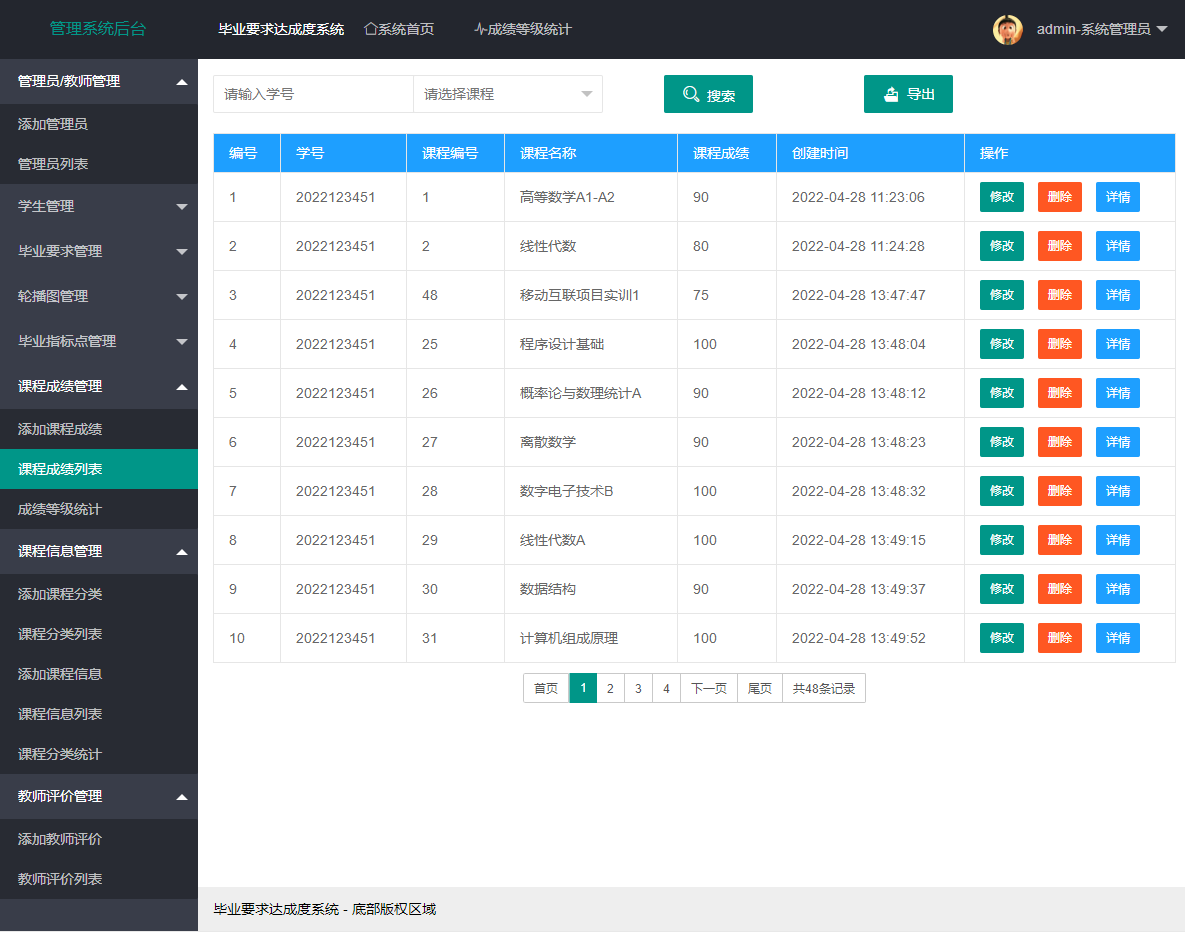 管理系统后台 毕业要求达成度系统 系统首页 成绩等级统计 admin-系统管理员
管理员/教师管理
添加管理员
管理员列表
学生管理
毕业要求管理
轮播图管理
毕业指标点管理
课程成绩管理
添加课程成绩
课程成绩列表
成绩等级统计
课程信息管理
添加课程分类
课程分类列表
添加课程信息
课程信息列表
课程分类统计
教师评价管理
添加教师评价
教师评价列表
请输入学号 请选择课程 搜索 导出
编号 学号 课程编号 课程名称 课程成绩 创建时间 操作
1 2022123451 1 高等数学A1-A2 90 2022-04-28 11:23:06 修改 删除 详情
2 2022123451 2 线性代数 80 2022-04-28 11:24:28 修改 删除 详情
3 2022123451 48 移动互联项目实训1 75 2022-04-28 13:47:47 修改 删除 详情
4 2022123451 25 程序设计基础 100 2022-04-28 13:48:04 修改 删除 详情
5 2022123451 26 概率论与数理统计A 90 2022-04-28 13:48:12 修改 删除 详情
6 2022123451 27 离散数学 90 2022-04-28 13:48:23 修改 删除 详情
7 2022123451 28 数字电子技术B 100 2022-04-28 13:48:32 修改 删除 详情
8 2022123451 29 线性代数A 100 2022-04-28 13:49:15 修改 删除 详情
9 2022123451 30 数据结构 90 2022-04-28 13:49:37 修改 删除 详情
10 2022123451 31 计算机组成原理 100 2022-04-28 13:49:52 修改 删除 详情
首页 1 2 3 4 下一页 尾页 共48条记录
毕业要求达成度系统 - 底部版权区域